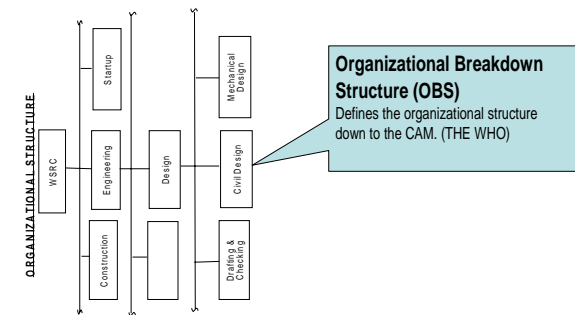 ORGANIZATIONAL STRUCTURE
WSRC
Startup
Engineering
Construction
Design
Mechanical
Design
Civil Design
Drafting &
Checking
Organizational Breakdown
Structure (OBS)
Defines the organizational structure
down to the CAM. (THE WHO)